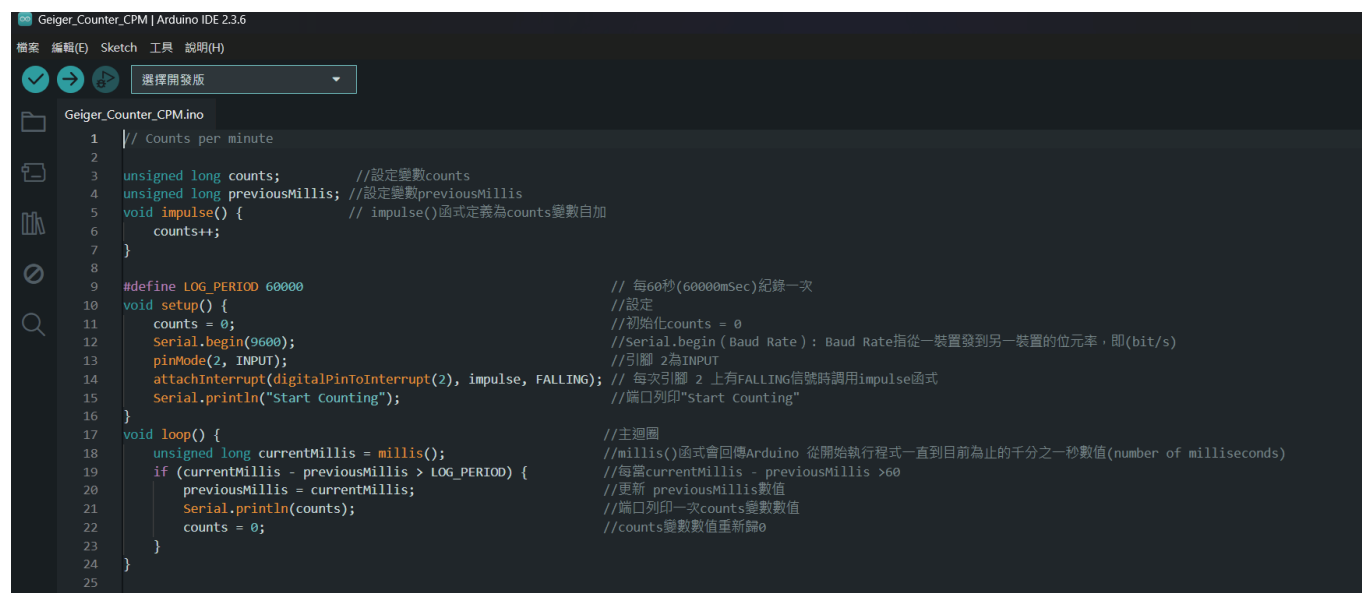 Geiger_Counter_CPM | Arduino IDE 2.3.6
檔案 編輯(E) Sketch 工具 說明(H)
選擇開發版
Geiger_Counter_CPM.ino
1 // Counts per minute
2
3 unsigned long counts; //設定變數counts
4 unsigned long previousMillis; //設定變數previousMillis
5 void impulse() { // impulse()函式定義為counts變數自加
6 counts++;
7 }
8
9 #define LOG_PERIOD 60000 // 每60秒(60000mSec)紀錄一次
10 void setup() { //設定
11 counts = 0; //初始化counts = 0
12 Serial.begin(9600); //Serial.begin ( Baud Rate ) : Baud Rate指從一裝置發到另一裝置的位元率，即(bit/s)
13 pinMode(2, INPUT); //引腳 2為INPUT
14 attachInterrupt(digitalPinToInterrupt(2), impulse, FALLING); // 每次引腳 2 上有FALLING信號時調用impulse函式
15 Serial.println("Start Counting"); //端口列印"Start Counting"
16 }
17 void loop() { //主迴圈
18 unsigned long currentMillis = millis(); //millis()函式會回傳Arduino 從開始執行程式一直到目前為止的千分之一秒數值(number of milliseconds)
19 if (currentMillis - previousMillis > LOG_PERIOD) { //每當currentMillis - previousMillis >60
20 previousMillis = currentMillis; //更新 previousMillis數值
21 Serial.println(counts); //端口列印一次counts變數數值
22 counts = 0; //counts變數數值重新歸0
23 }
24 }
25